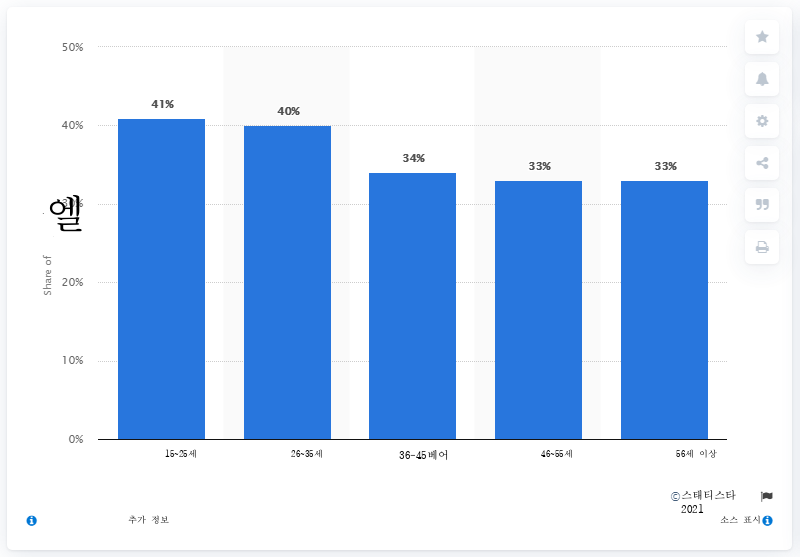 50%
41%
40%
40%
34%
33%
33%
엘
Share of
20%
10%
0%
15-25세
26-35세
36-45베어
46-55세
56세 이상
©스태티스타
2021
추가 정보
소스 표시